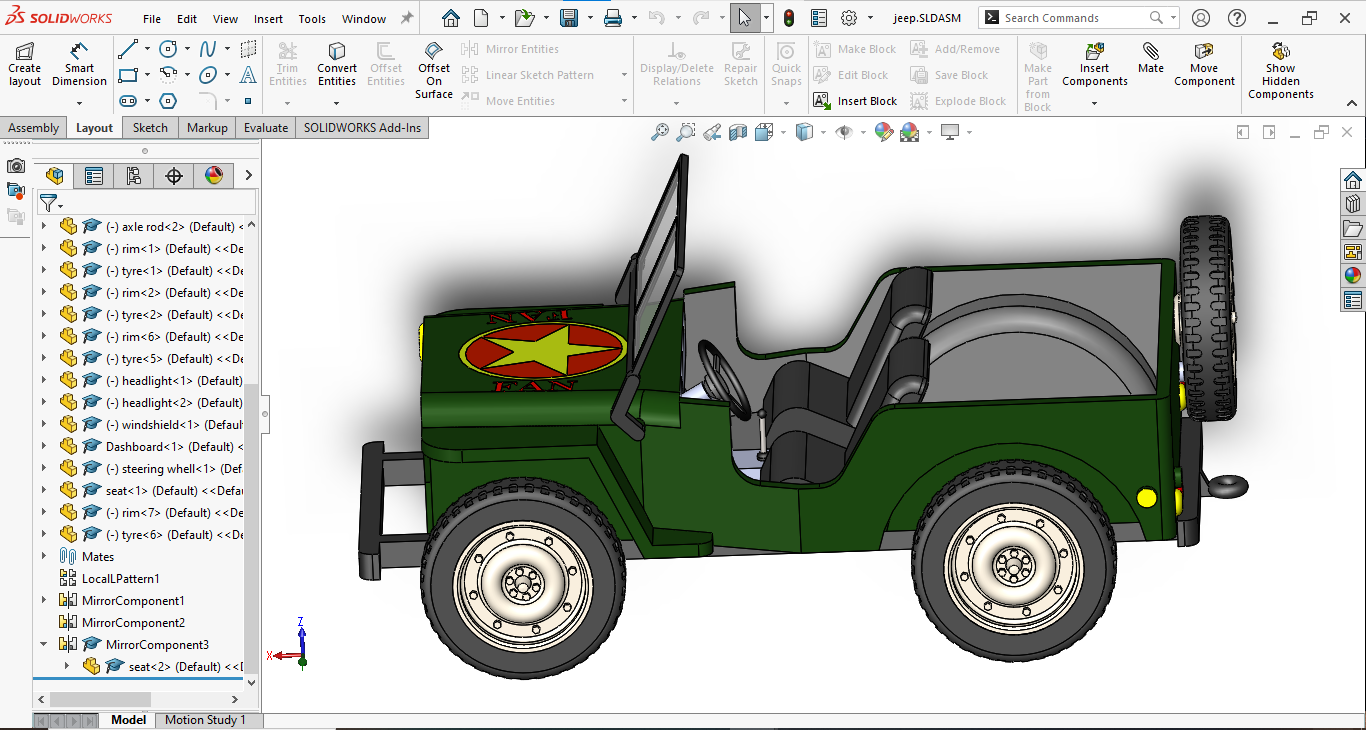 SOLIDWORKS
File Edit View Insert Tools Window
jeep.SLDASM
Search Commands
Create layout
Smart Dimension
Trim Entities
Convert Entities
Offset Entities
Offset On Surface
Mirror Entities
Linear Sketch Pattern
Move Entities
Display/Delete Relations
Repair Sketch
Quick Snaps
Make Block
Edit Block
Insert Block
Add/Remove
Save Block
Explode Block
Make Part from Block
Insert Components
Mate
Move Component
Show Hidden Components
Assembly Layout Sketch Markup Evaluate SOLIDWORKS Add-Ins
(-) axle rod<2> (Default) <
(-) rim<1> (Default) <<De
(-) tyre<1> (Default) <<De
(-) rim<2> (Default) <<De
(-) tyre<2> (Default) <<De
(-) rim<6> (Default) <<De
(-) tyre<5> (Default) <<De
(-) headlight<1> (Default)
(-) headlight<2> (Default)
(-) windshield<1> (Defaul
Dashboard<1> (Default) <
(-) steering whell<1> (Def
seat<1> (Default) <<Defau
(-) rim<7> (Default) <<De
(-) tyre<6> (Default) <<De
Mates
LocalLPattern1
MirrorComponent1
MirrorComponent2
MirrorComponent3
seat<2> (Default) <<D
FAN
Z
X
Model Motion Study 1